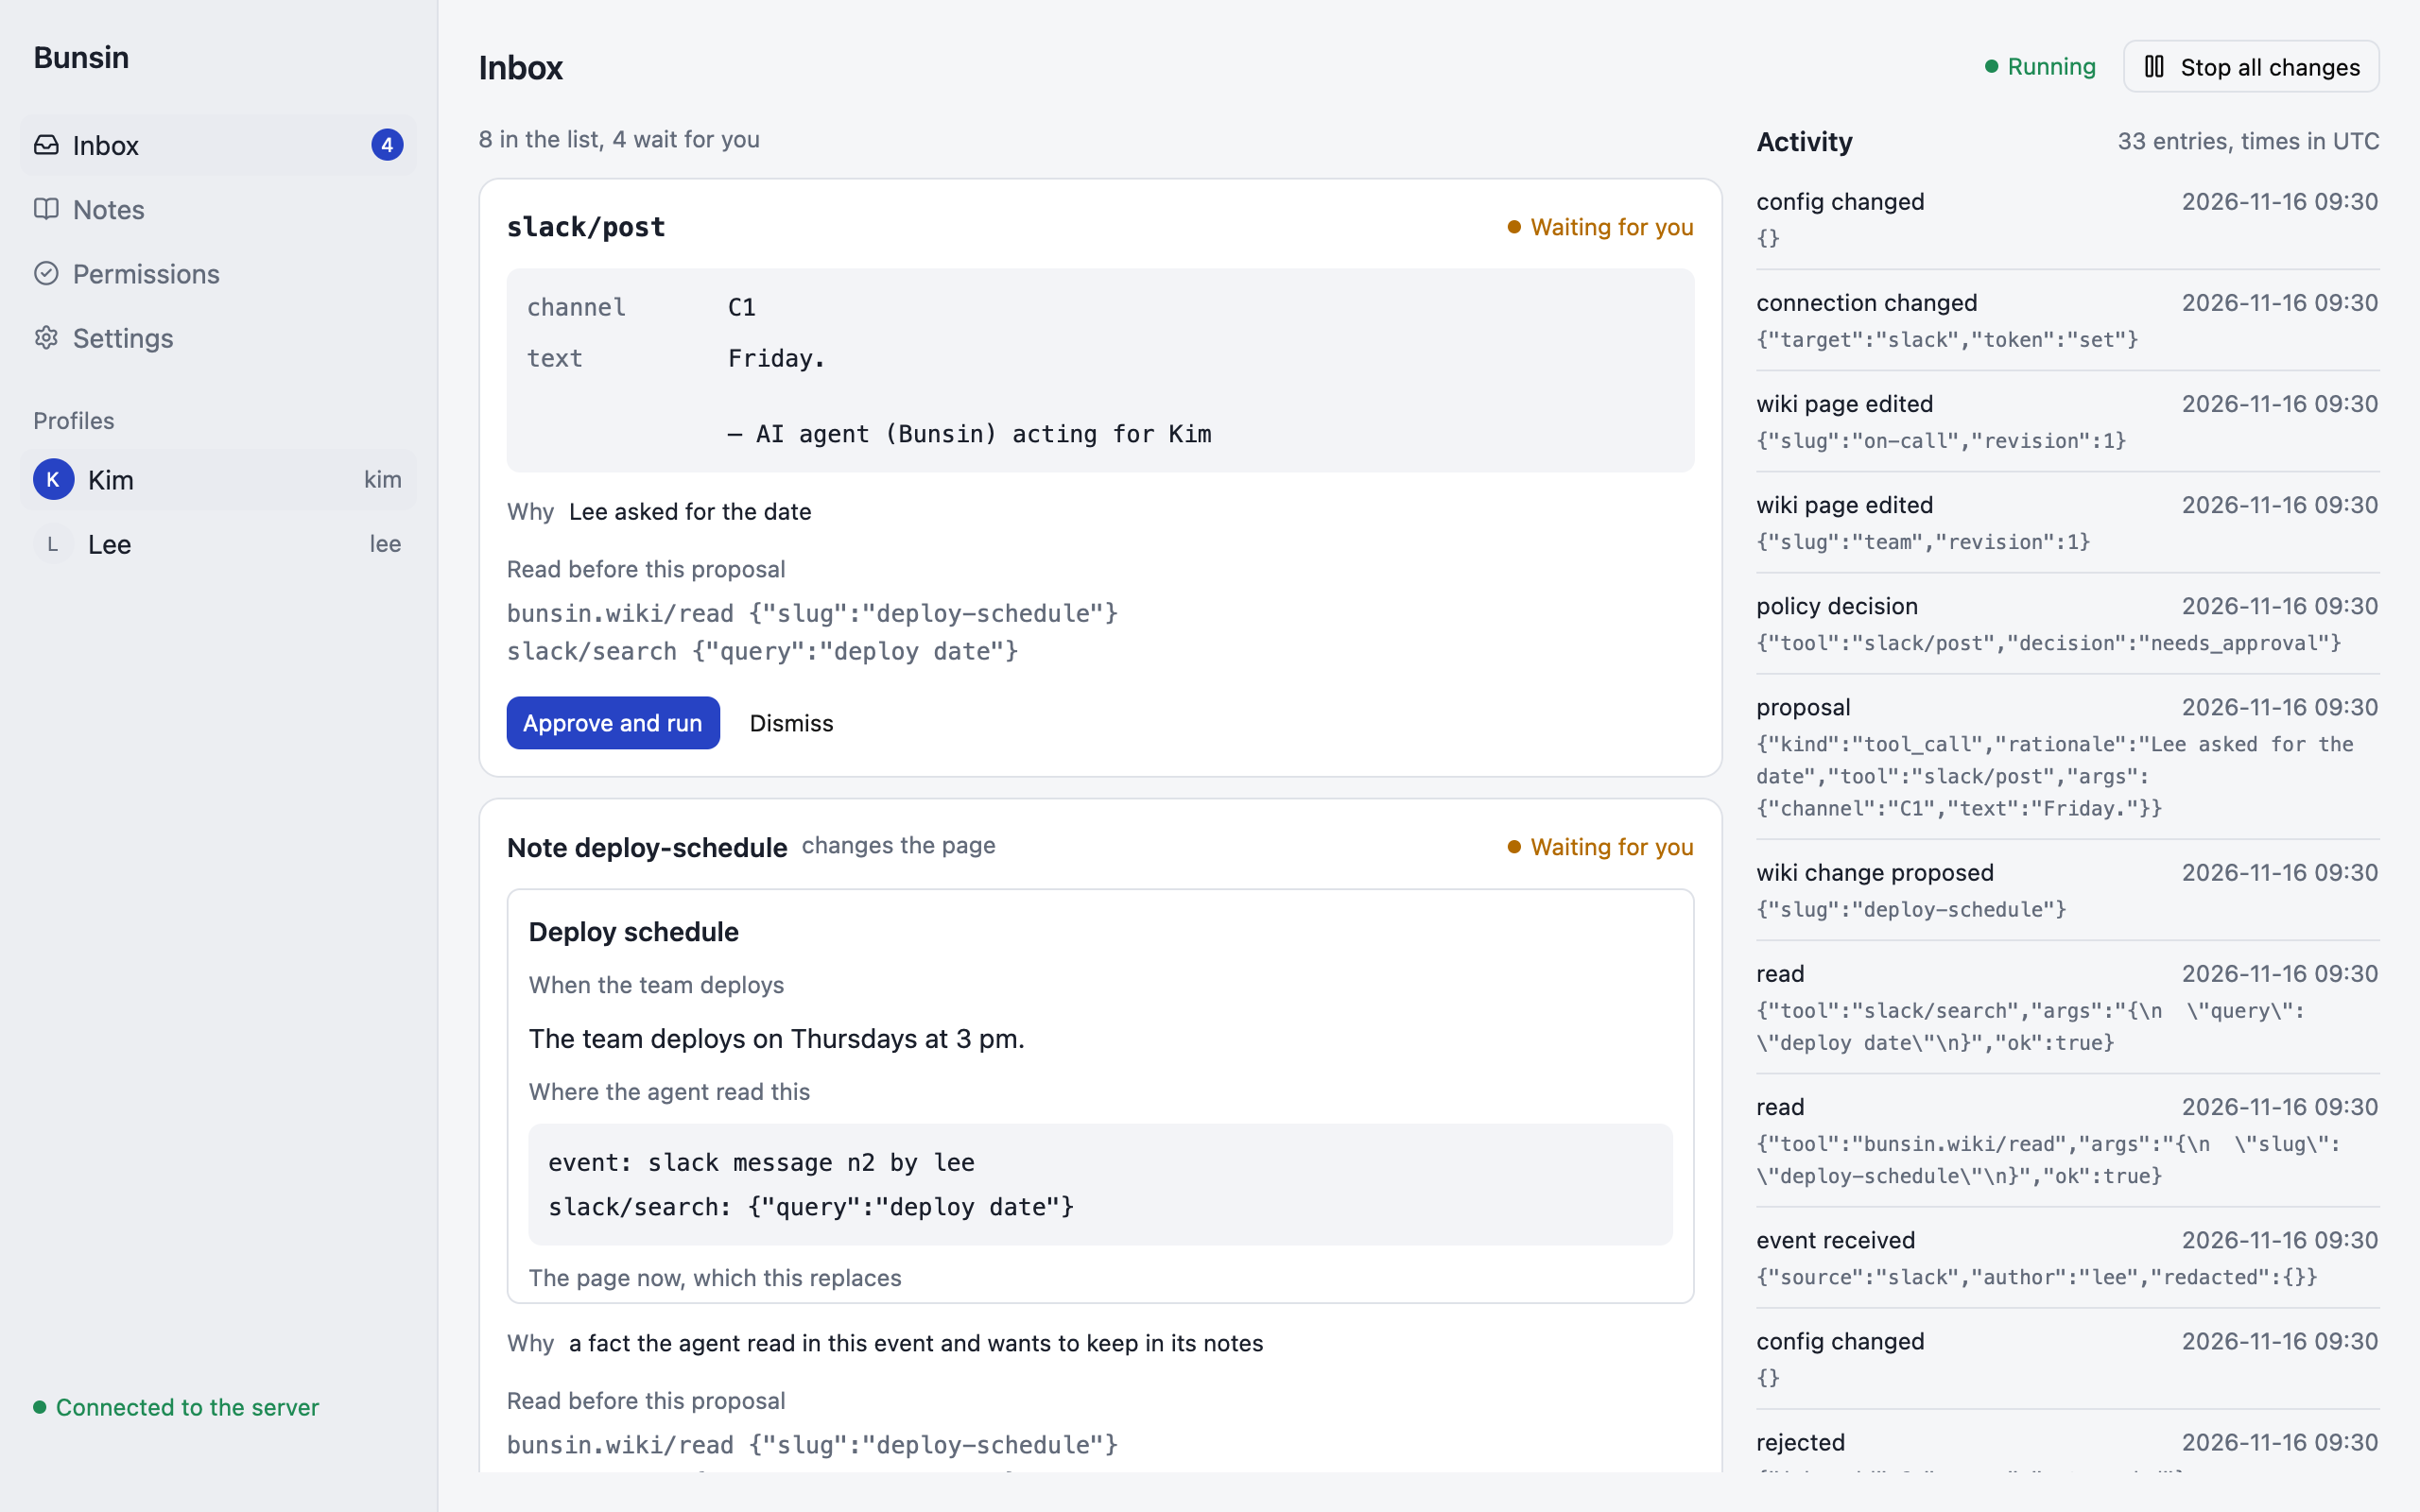 Bunsin
Inbox 4
Notes
Permissions
Settings
Profiles
K Kim kim
L Lee lee
Connected to the server
Inbox
Running
Stop all changes
8 in the list, 4 wait for you
slack/post
Waiting for you
channel C1
text Friday.
— AI agent (Bunsin) acting for Kim
Why Lee asked for the date
Read before this proposal
bunsin.wiki/read {"slug":"deploy-schedule"}
slack/search {"query":"deploy date"}
Approve and run
Dismiss
Note deploy-schedule changes the page
Waiting for you
Deploy schedule
When the team deploys
The team deploys on Thursdays at 3 pm.
Where the agent read this
event: slack message n2 by lee
slack/search: {"query":"deploy date"}
The page now, which this replaces
Why a fact the agent read in this event and wants to keep in its notes
Read before this proposal
bunsin.wiki/read {"slug":"deploy-schedule"}
Activity
33 entries, times in UTC
config changed 2026-11-16 09:30
{}
connection changed 2026-11-16 09:30
{"target":"slack","token":"set"}
wiki page edited 2026-11-16 09:30
{"slug":"on-call","revision":1}
wiki page edited 2026-11-16 09:30
{"slug":"team","revision":1}
policy decision 2026-11-16 09:30
{"tool":"slack/post","decision":"needs_approval"}
proposal 2026-11-16 09:30
{"kind":"tool_call","rationale":"Lee asked for the
date","tool":"slack/post","args":
{"channel":"C1","text":"Friday."}}
wiki change proposed 2026-11-16 09:30
{"slug":"deploy-schedule"}
read 2026-11-16 09:30
{"tool":"slack/search","args":"{\n  \"query\":
\"deploy date\"\n}","ok":true}
read 2026-11-16 09:30
{"tool":"bunsin.wiki/read","args":"{\n  \"slug\":
\"deploy-schedule\"\n}","ok":true}
event received 2026-11-16 09:30
{"source":"slack","author":"lee","redacted":{}}
config changed 2026-11-16 09:30
{}
rejected 2026-11-16 09:30